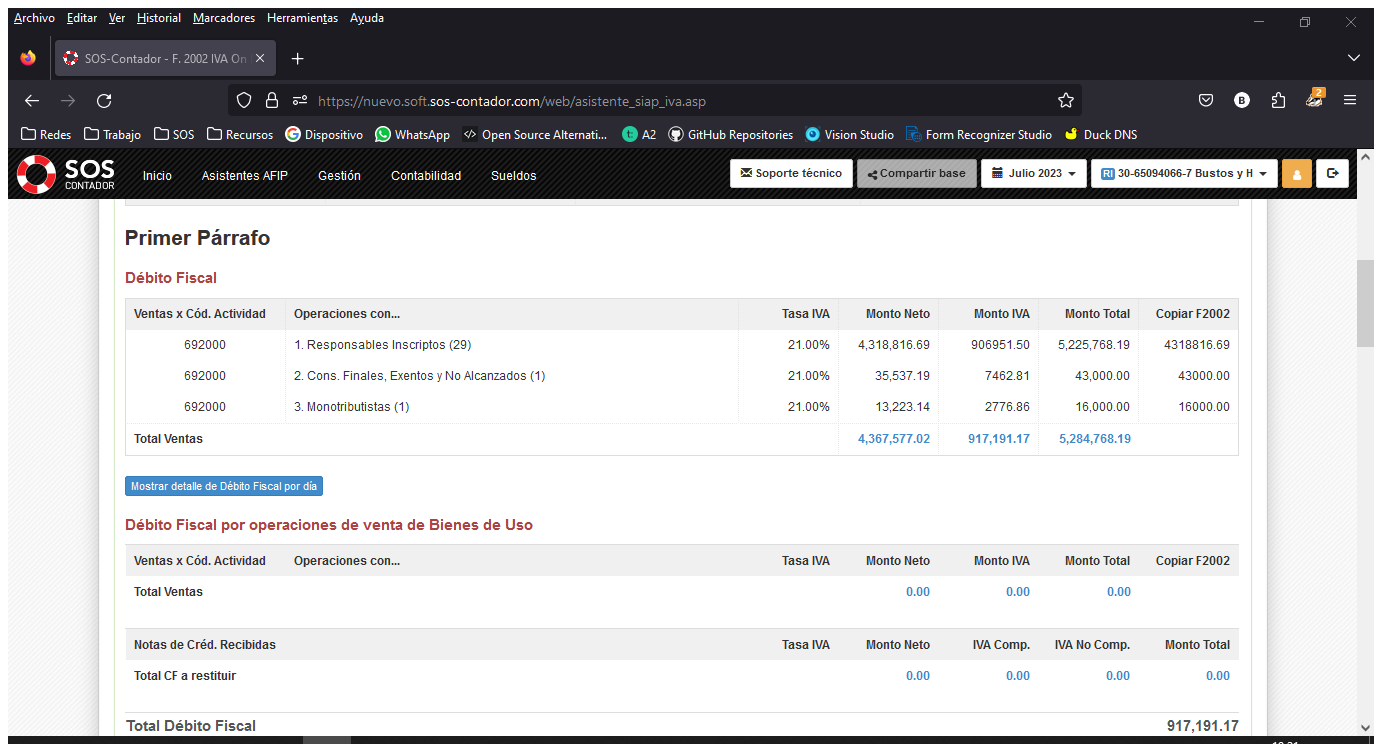 Archivo Editar Ver Historial Marcadores Herramientas Ayuda
SOS-Contador - F. 2002 IVA On
https://nuevo.soft.sos-contador.com/web/asistente_siap_iva.asp
B
2
Redes Trabajo SOS Recursos Dispositivo WhatsApp Open Source Alternati... A2 GitHub Repositories Vision Studio Form Recognizer Studio Duck DNS
SOS CONTADOR Inicio Asistentes AFIP Gestión Contabilidad Sueldos Soporte técnico Compartir base Julio 2023 RI 30-65094066-7 Bustos y H
Primer Párrafo
Débito Fiscal
Ventas x Cód. Actividad Operaciones con... Tasa IVA Monto Neto Monto IVA Monto Total Copiar F2002
692000 1. Responsables Inscriptos (29) 21.00% 4,318,816.69 906951.50 5,225,768.19 4318816.69
692000 2. Cons. Finales, Exentos y No Alcanzados (1) 21.00% 35,537.19 7462.81 43,000.00 43000.00
692000 3. Monotributistas (1) 21.00% 13,223.14 2776.86 16,000.00 16000.00
Total Ventas 4,367,577.02 917,191.17 5,284,768.19
Mostrar detalle de Débito Fiscal por día
Débito Fiscal por operaciones de venta de Bienes de Uso
Ventas x Cód. Actividad Operaciones con... Tasa IVA Monto Neto Monto IVA Monto Total Copiar F2002
Total Ventas 0.00 0.00 0.00
Notas de Créd. Recibidas Tasa IVA Monto Neto IVA Comp. IVA No Comp. Monto Total
Total CF a restituir 0.00 0.00 0.00 0.00
Total Débito Fiscal 917,191.17